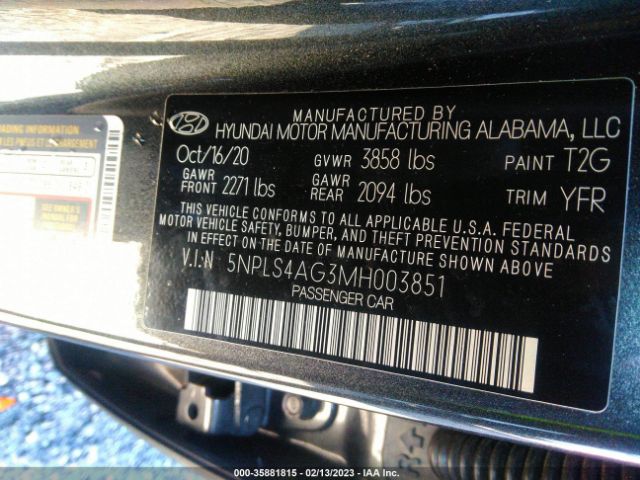 MANUFACTURED BY
HYUNDAI MOTOR MANUFACTURING ALABAMA, LLC
Oct/16/20 GVWR 3858 lbs PAINT T2G
GAWR FRONT 2271 lbs GAWR REAR 2094 lbs TRIM YFR
THIS VEHICLE CONFORMS TO ALL APPLICABLE U.S.A. FEDERAL
MOTOR VEHICLE SAFETY, BUMPER, AND THEFT PREVENTION STANDARDS
IN EFFECT ON THE DATE OF MANUFACTURE SHOWN ABOVE
V.I.N 5NPLS4AG3MH003851
PASSENGER CAR
000-35881815 - 02/13/2023 - IAA Inc.